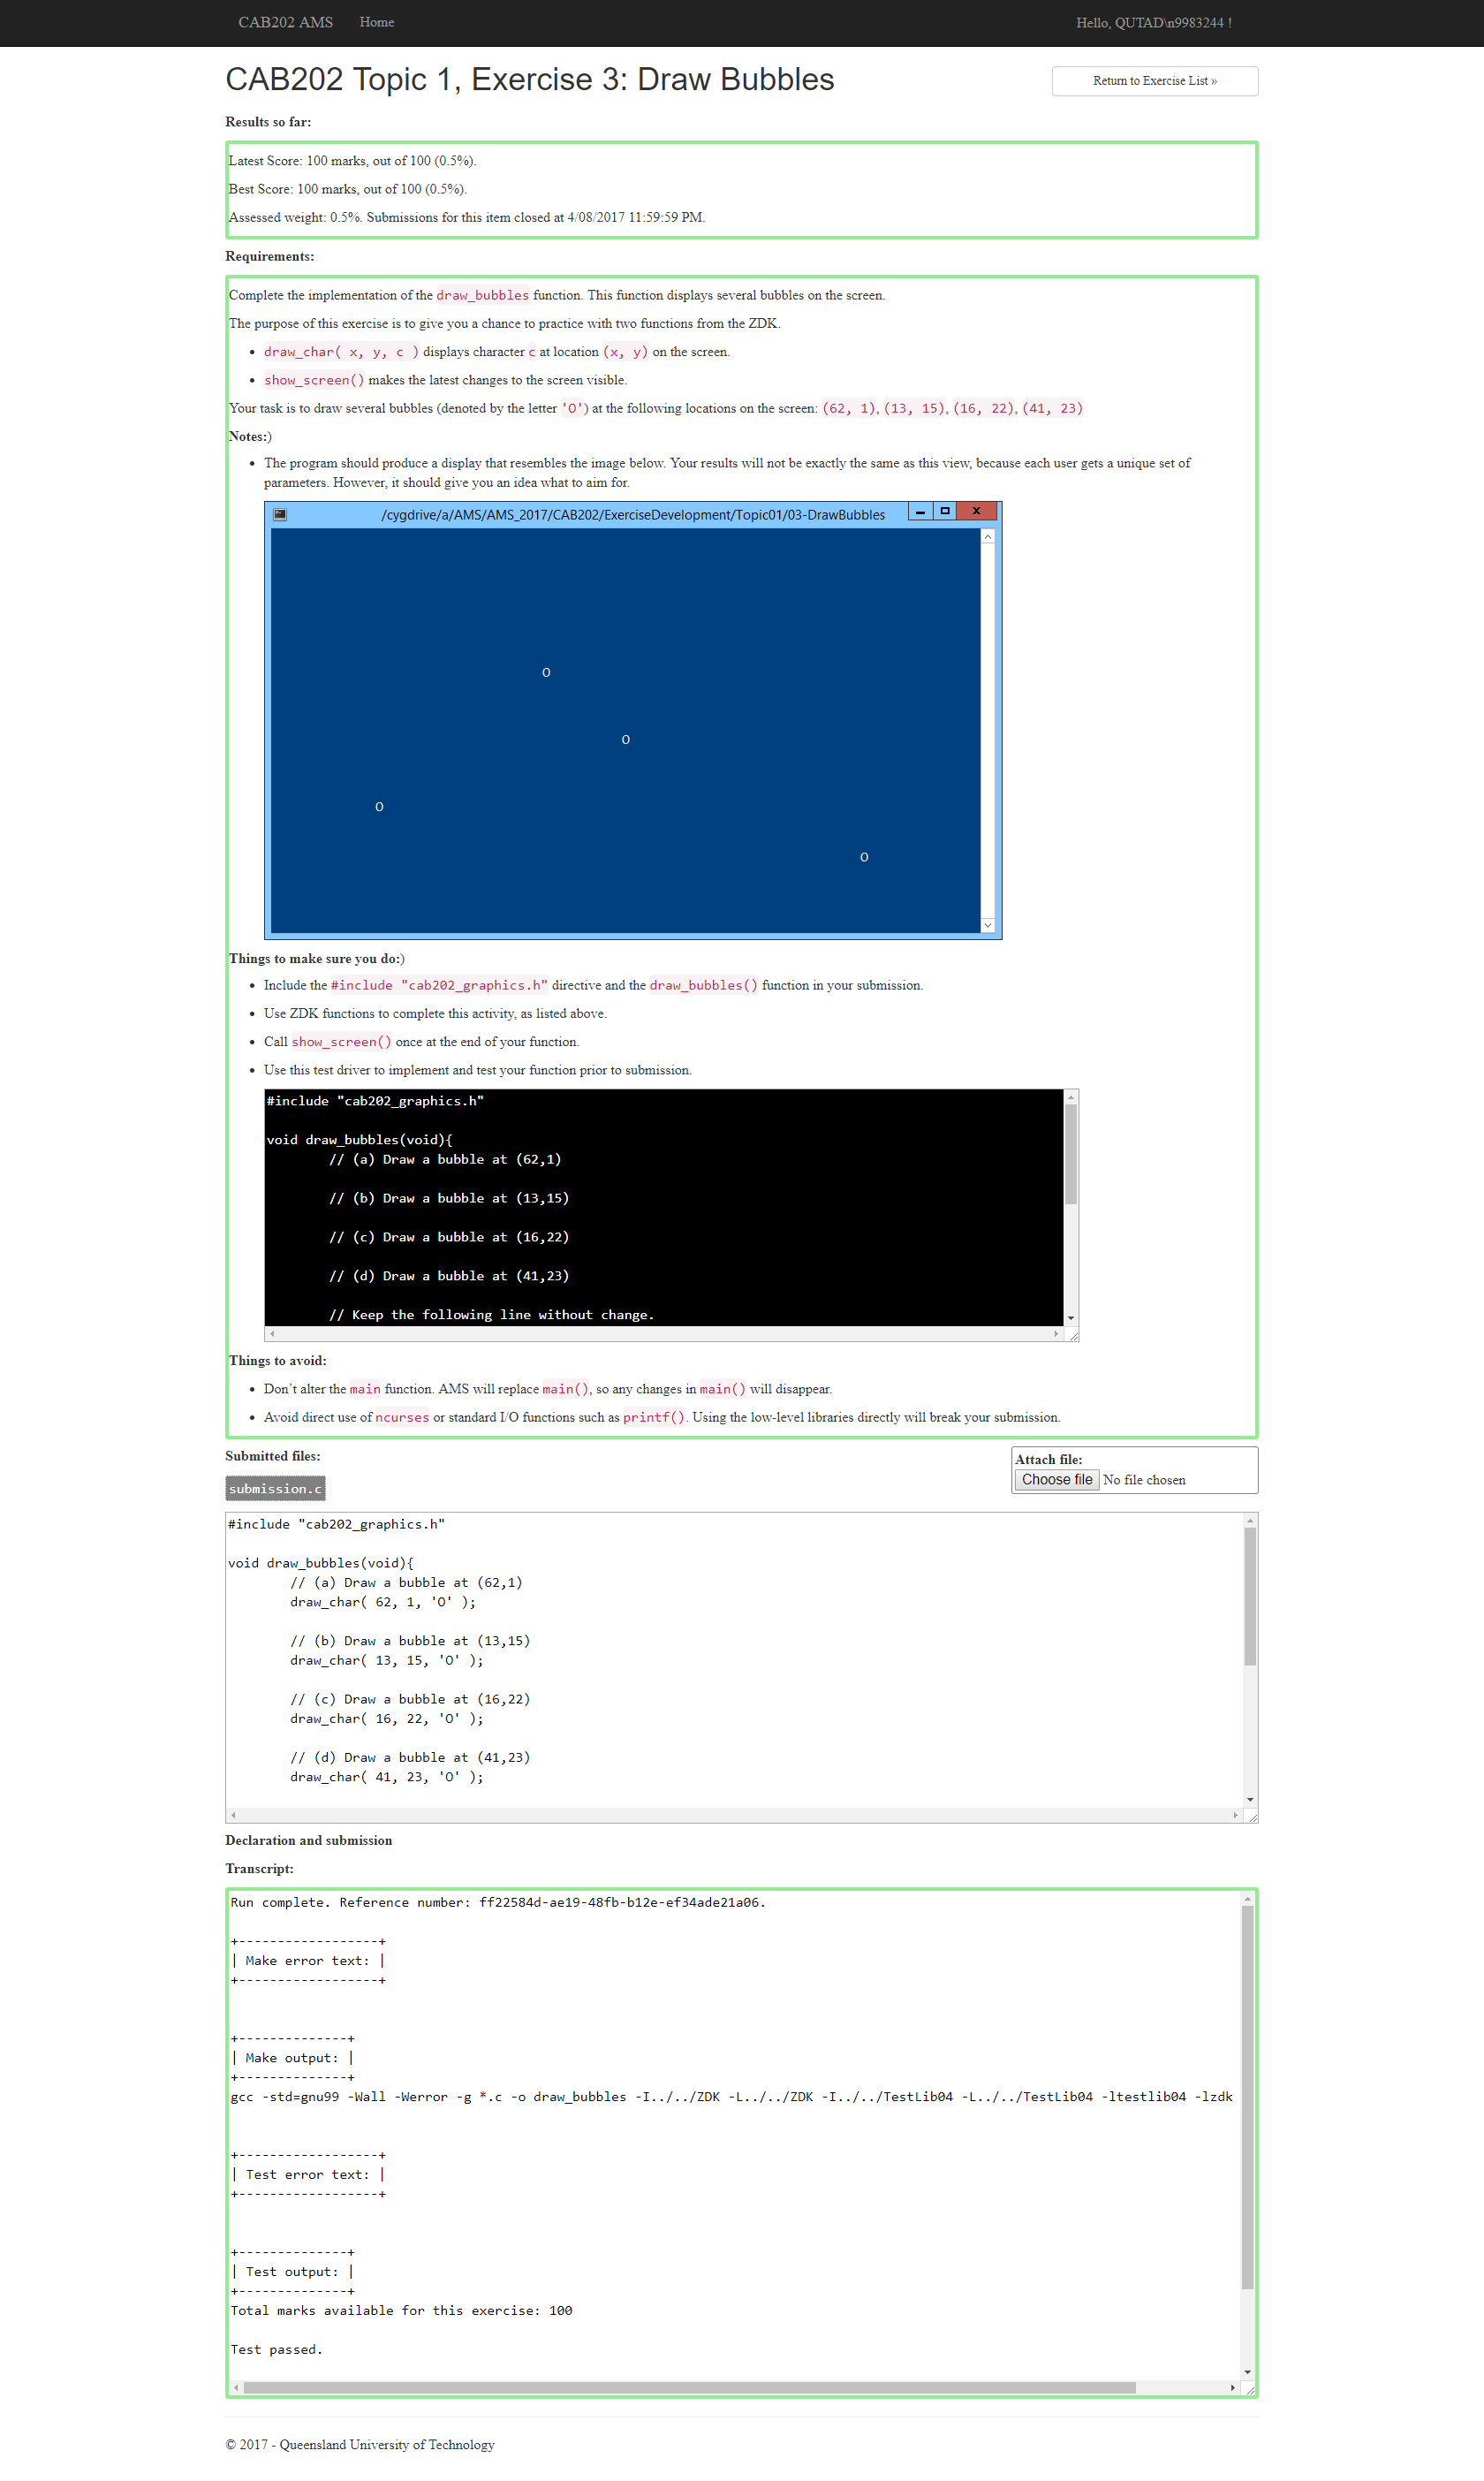 CAB202 AMS Home Hello, QUTAD\n9983244 !
CAB202 Topic 1, Exercise 3: Draw Bubbles
Return to Exercise List »
Results so far:
Latest Score: 100 marks, out of 100 (0.5%).
Best Score: 100 marks, out of 100 (0.5%).
Assessed weight: 0.5%. Submissions for this item closed at 4/08/2017 11:59:59 PM.
Requirements:
Complete the implementation of the draw_bubbles function. This function displays several bubbles on the screen.
The purpose of this exercise is to give you a chance to practice with two functions from the ZDK.
• draw_char( x, y, c ) displays character c at location (x, y) on the screen.
• show_screen() makes the latest changes to the screen visible.
Your task is to draw several bubbles (denoted by the letter 'O') at the following locations on the screen: (62, 1), (13, 15), (16, 22), (41, 23)
Notes:)
• The program should produce a display that resembles the image below. Your results will not be exactly the same as this view, because each user gets a unique set of
parameters. However, it should give you an idea what to aim for.
/cygdrive/a/AMS/AMS_2017/CAB202/ExerciseDevelopment/Topic01/03-DrawBubbles
O
O
O
O
Things to make sure you do:)
• Include the #include "cab202_graphics.h" directive and the draw_bubbles() function in your submission.
• Use ZDK functions to complete this activity, as listed above.
• Call show_screen() once at the end of your function.
• Use this test driver to implement and test your function prior to submission.
#include "cab202_graphics.h"
void draw_bubbles(void){
// (a) Draw a bubble at (62,1)
// (b) Draw a bubble at (13,15)
// (c) Draw a bubble at (16,22)
// (d) Draw a bubble at (41,23)
// Keep the following line without change.
Things to avoid:
• Don't alter the main function. AMS will replace main(), so any changes in main() will disappear.
• Avoid direct use of ncurses or standard I/O functions such as printf(). Using the low-level libraries directly will break your submission.
Submitted files:
Attach file:
Choose file No file chosen
submission.c
#include "cab202_graphics.h"
void draw_bubbles(void){
// (a) Draw a bubble at (62,1)
draw_char( 62, 1, 'O' );
// (b) Draw a bubble at (13,15)
draw_char( 13, 15, 'O' );
// (c) Draw a bubble at (16,22)
draw_char( 16, 22, 'O' );
// (d) Draw a bubble at (41,23)
draw_char( 41, 23, 'O' );
Declaration and submission
Transcript:
Run complete. Reference number: ff22584d-ae19-48fb-b12e-ef34ade21a06.
+------------------+
| Make error text: |
+------------------+
+--------------+
| Make output: |
+--------------+
gcc -std=gnu99 -Wall -Werror -g *.c -o draw_bubbles -I../../ZDK -L../../ZDK -I../../TestLib04 -L../../TestLib04 -ltestlib04 -lzdk
+------------------+
| Test error text: |
+------------------+
+--------------+
| Test output: |
+--------------+
Total marks available for this exercise: 100
Test passed.
© 2017 - Queensland University of Technology